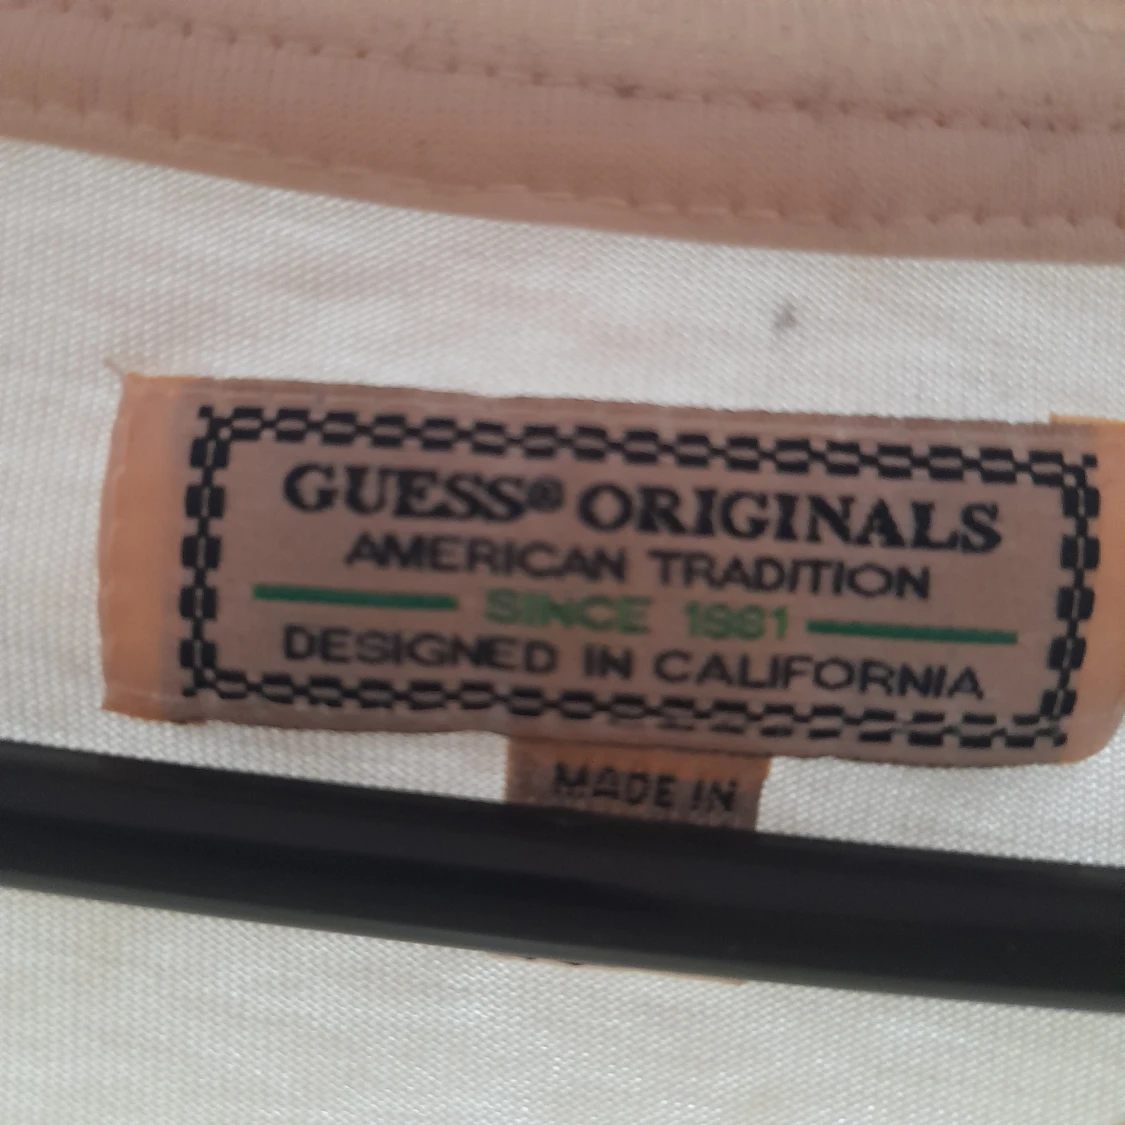 GUESS® ORIGINALS
AMERICAN TRADITION
SINCE 1981
DESIGNED IN CALIFORNIA
MADE IN